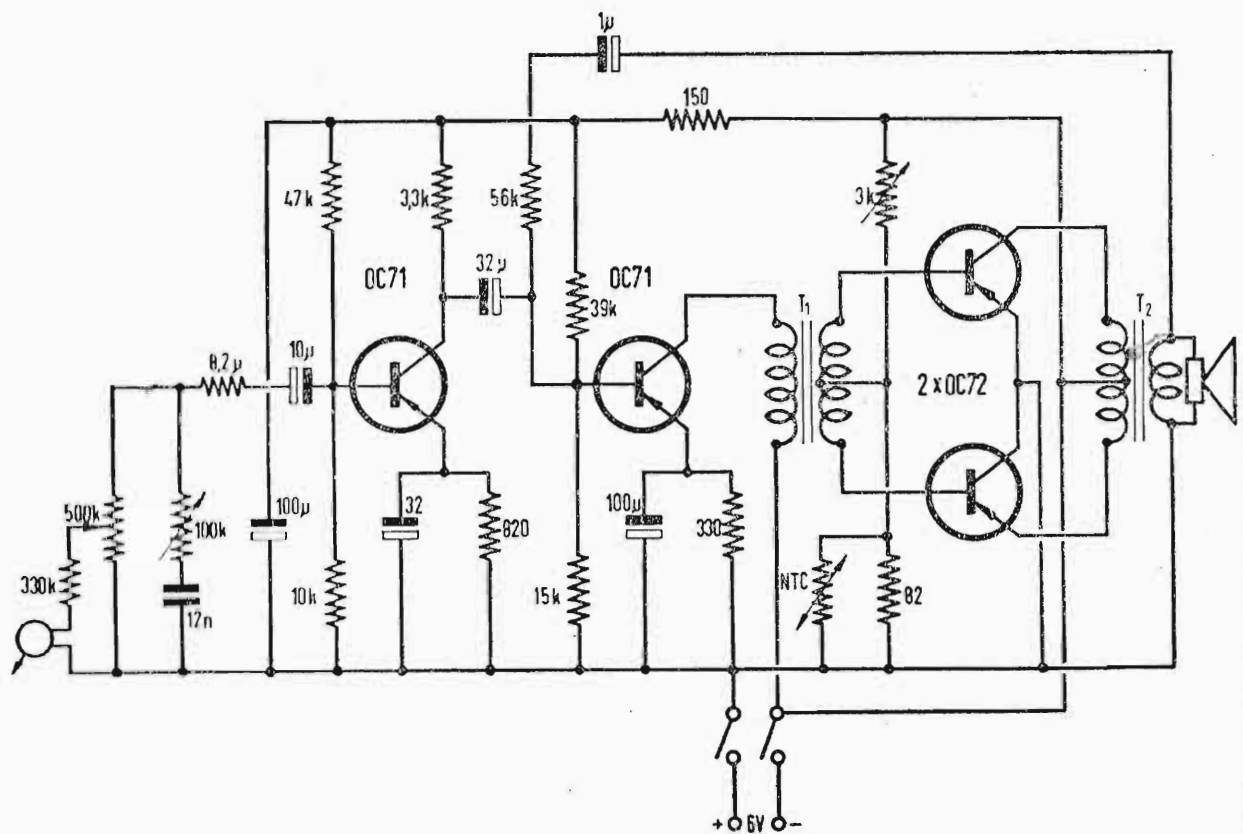 1µ
150
47k
3,3k
56k
3k
32µ
OC71
OC71
39k
T1
T2
8,2µ
10µ
2 x OC72
500k
100k
100µ
32
820
100µ
330
NTC
82
330k
12n
10k
15k
+ 6V -